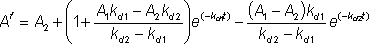 A^f = A_2 + (1 + (A_1 k_{d1} − A_2 k_{d2}) / (k_{d2} − k_{d1})) e^{(−k_{d1} t)} − ((A_1 − A_2) k_{d1}) / (k_{d2} − k_{d1}) e^{(−k_{d2} t)}